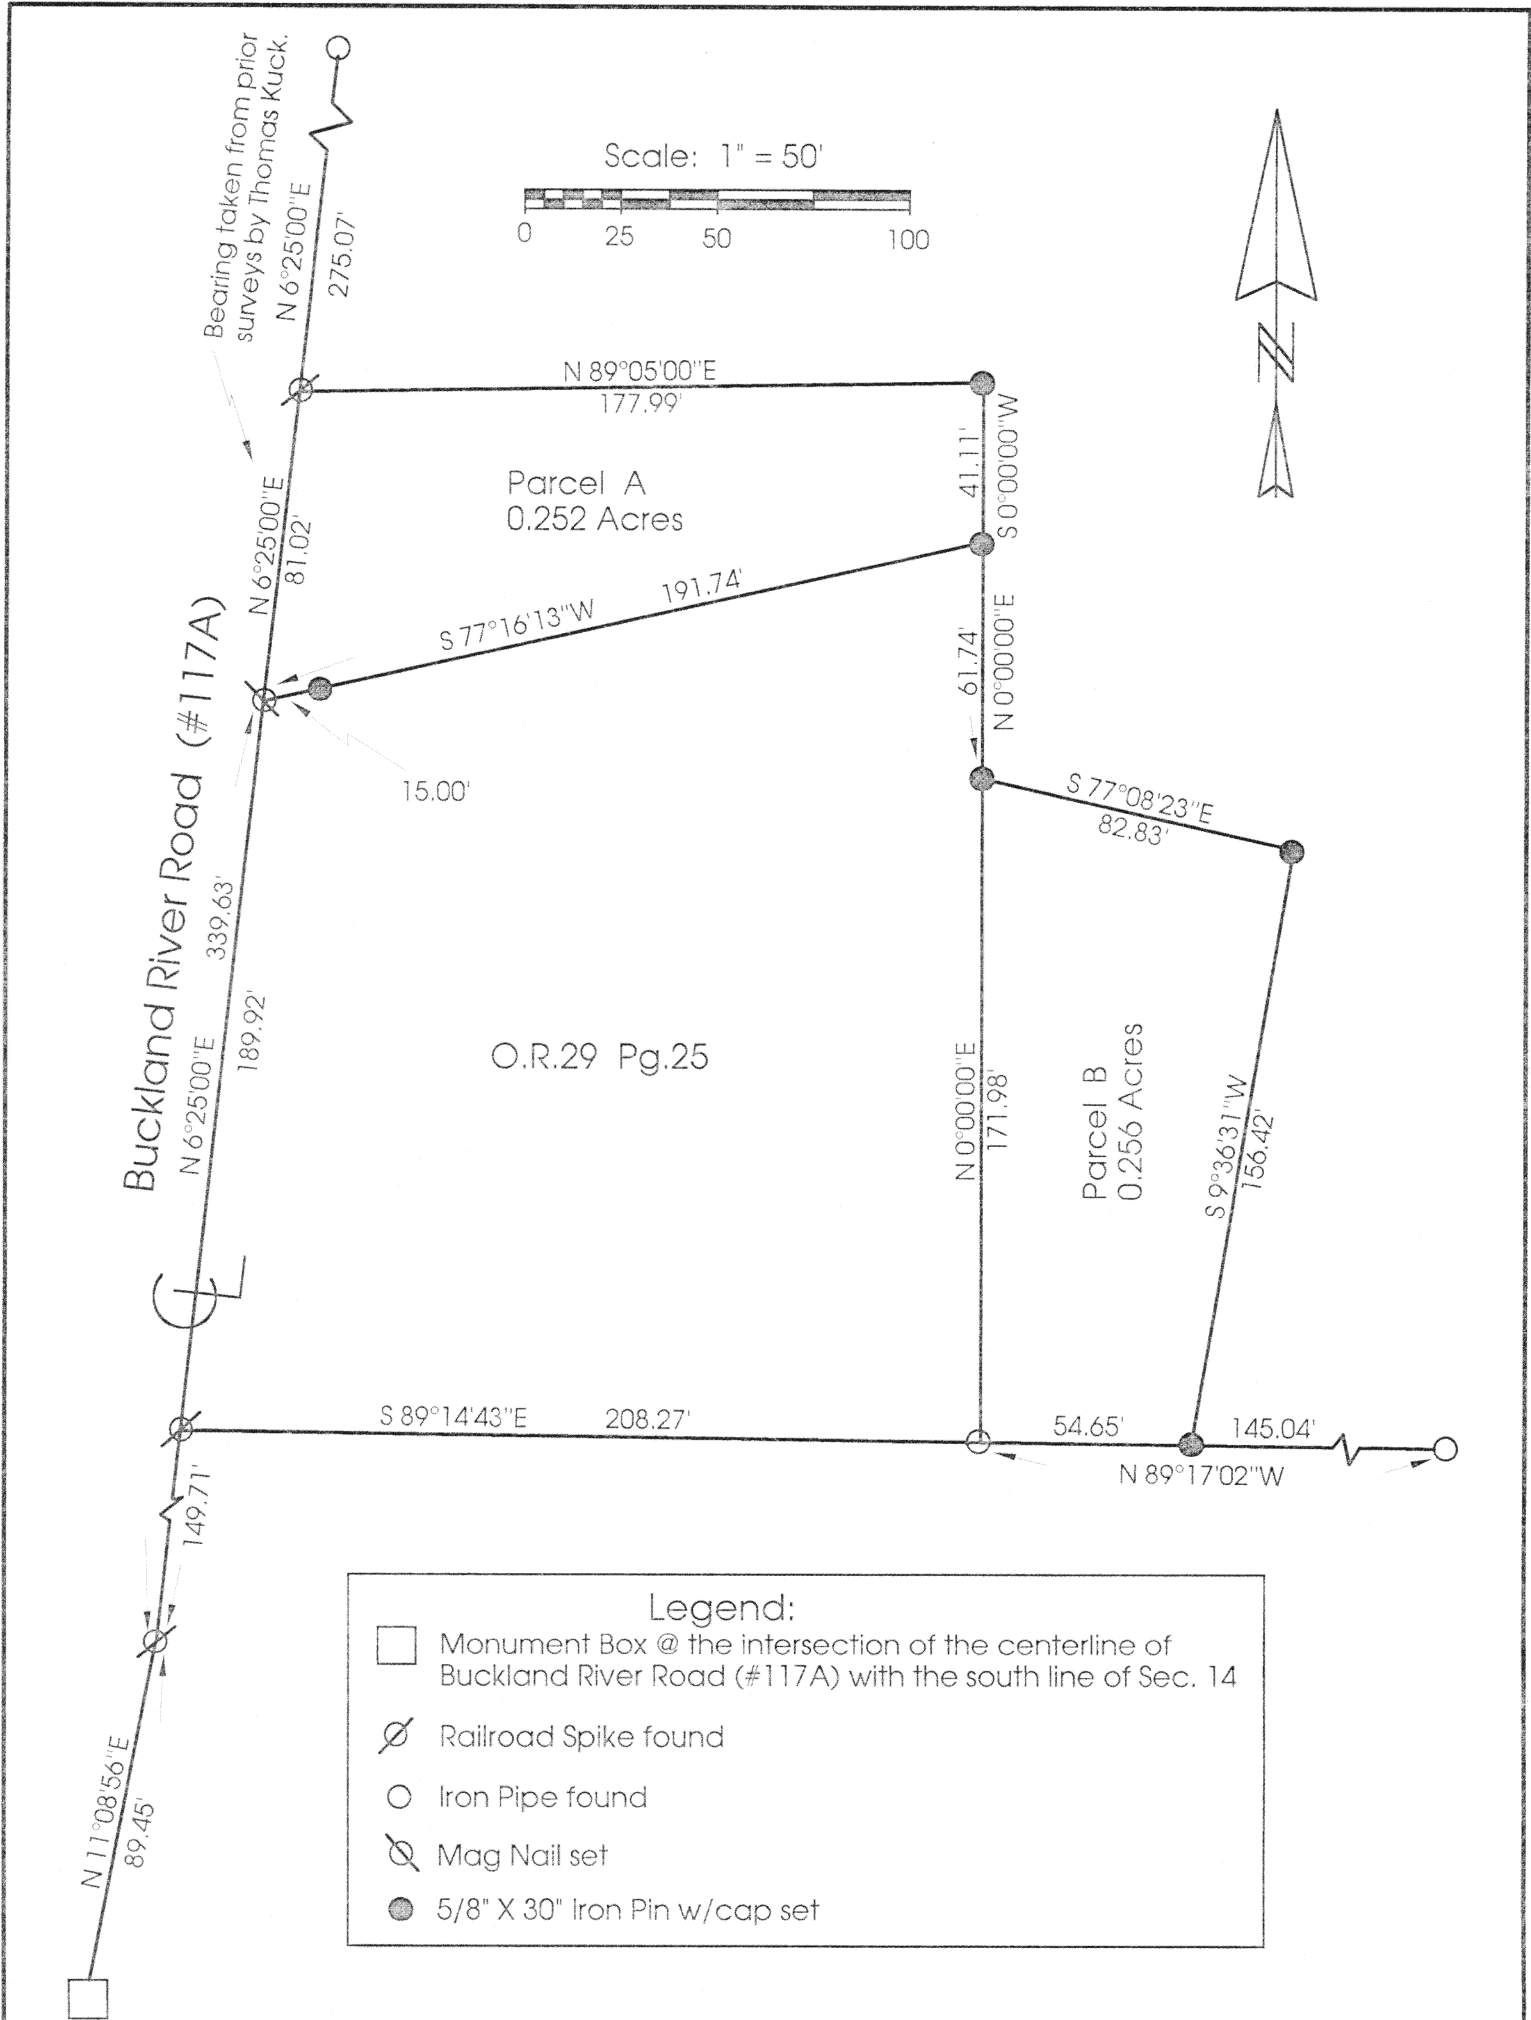 Bearing taken from prior
surveys by Thomas Kuck.
N 6°25'00"E
275.07'
Scale: 1" = 50'
0 25 50 100
N
N 89°05'00"E
177.99'
41.11'
S 0°00'00"W
Parcel A
0.252 Acres
N 6°25'00"E
81.02'
S 77°16'13"W 191.74'
61.74'
N 0°00'00"E
15.00'
S 77°08'23"E
82.83'
Buckland River Road (#117A)
N 6°25'00"E 339.63'
189.92'
O.R.29 Pg.25
N 0°00'00"E
171.98'
Parcel B
0.256 Acres
S 9°36'31"W
156.42'
S 89°14'43"E 208.27'
54.65' 145.04'
N 89°17'02"W
149.71'
N 11°08'56"E
89.45'
Legend:
Monument Box @ the intersection of the centerline of
Buckland River Road (#117A) with the south line of Sec. 14
Railroad Spike found
Iron Pipe found
Mag Nail set
5/8" X 30" Iron Pin w/cap set